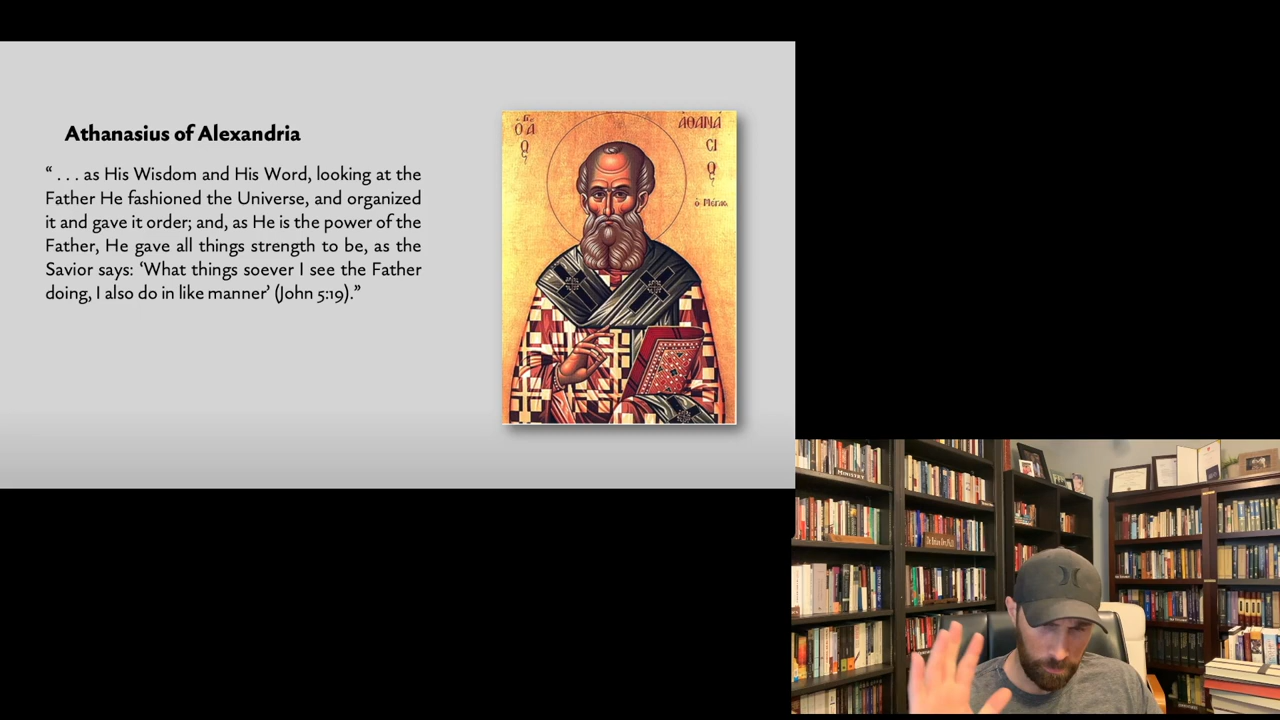 Athanasius of Alexandria
“ . . . as His Wisdom and His Word, looking at the
Father He fashioned the Universe, and organized
it and gave it order; and, as He is the power of the
Father, He gave all things strength to be, as the
Savior says: ‘What things soever I see the Father
doing, I also do in like manner’ (John 5:19).”
ΑΘΑΝΑ
CΙ
Ο
ὁ Μέγας
MINISTRY